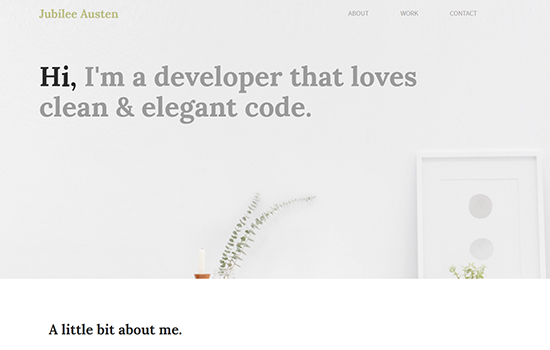 Jubilee Austen
ABOUT WORK CONTACT
Hi, I'm a developer that loves
clean & elegant code.
A little bit about me.